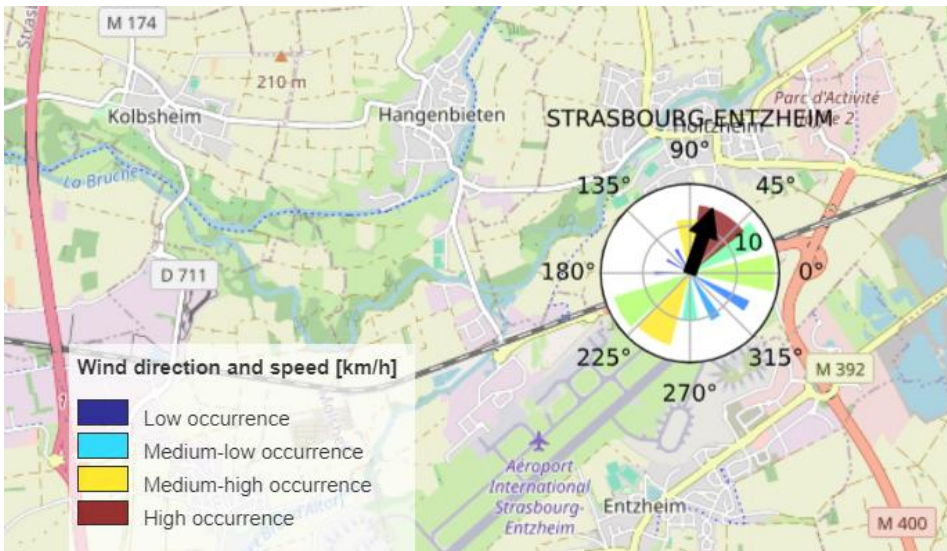 M 174
210 m
Kolbsheim
Hangenbieten
Parc d'Activité
STRASBOURG-ENTZHEIM
Holtzheim
2
90°
135°
45°
La Bruche
10
180°
0°
D 711
225°
315°
270°
M 392
Wind direction and speed [km/h]
Low occurrence
Medium-low occurrence
Medium-high occurrence
High occurrence
Aéroport
International
Strasbourg-
Entzheim
Entzheim
M 400